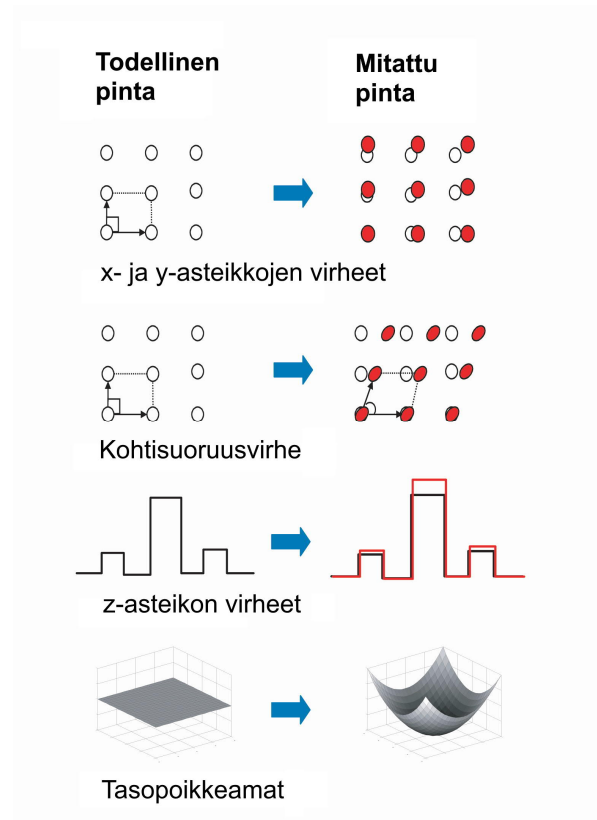 Todellinen
pinta
Mitattu
pinta
x- ja y-asteikkojen virheet
Kohtisuoruusvirhe
z-asteikon virheet
Tasopoikkeamat